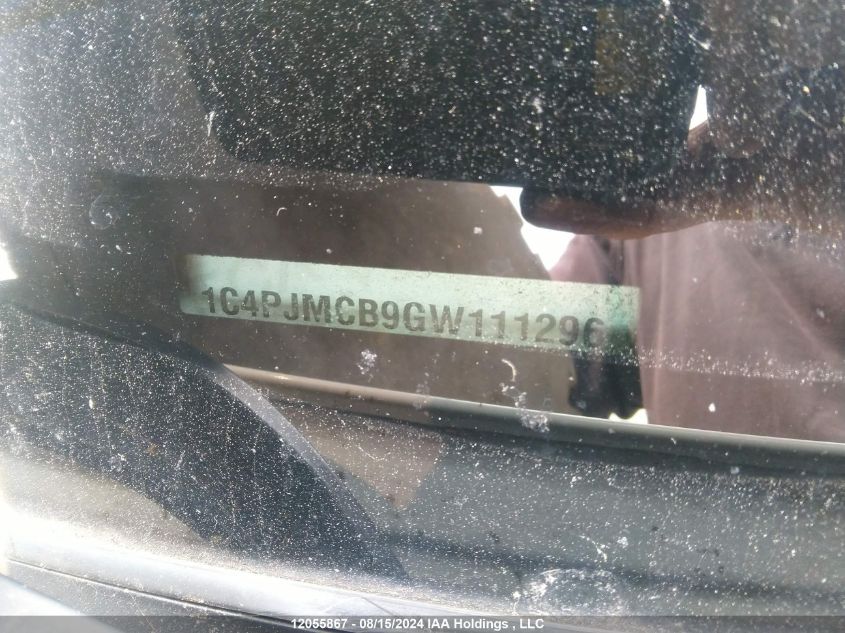 1C4PJMCB9GW111296
12055867 - 08/15/2024 IAA Holdings , LLC